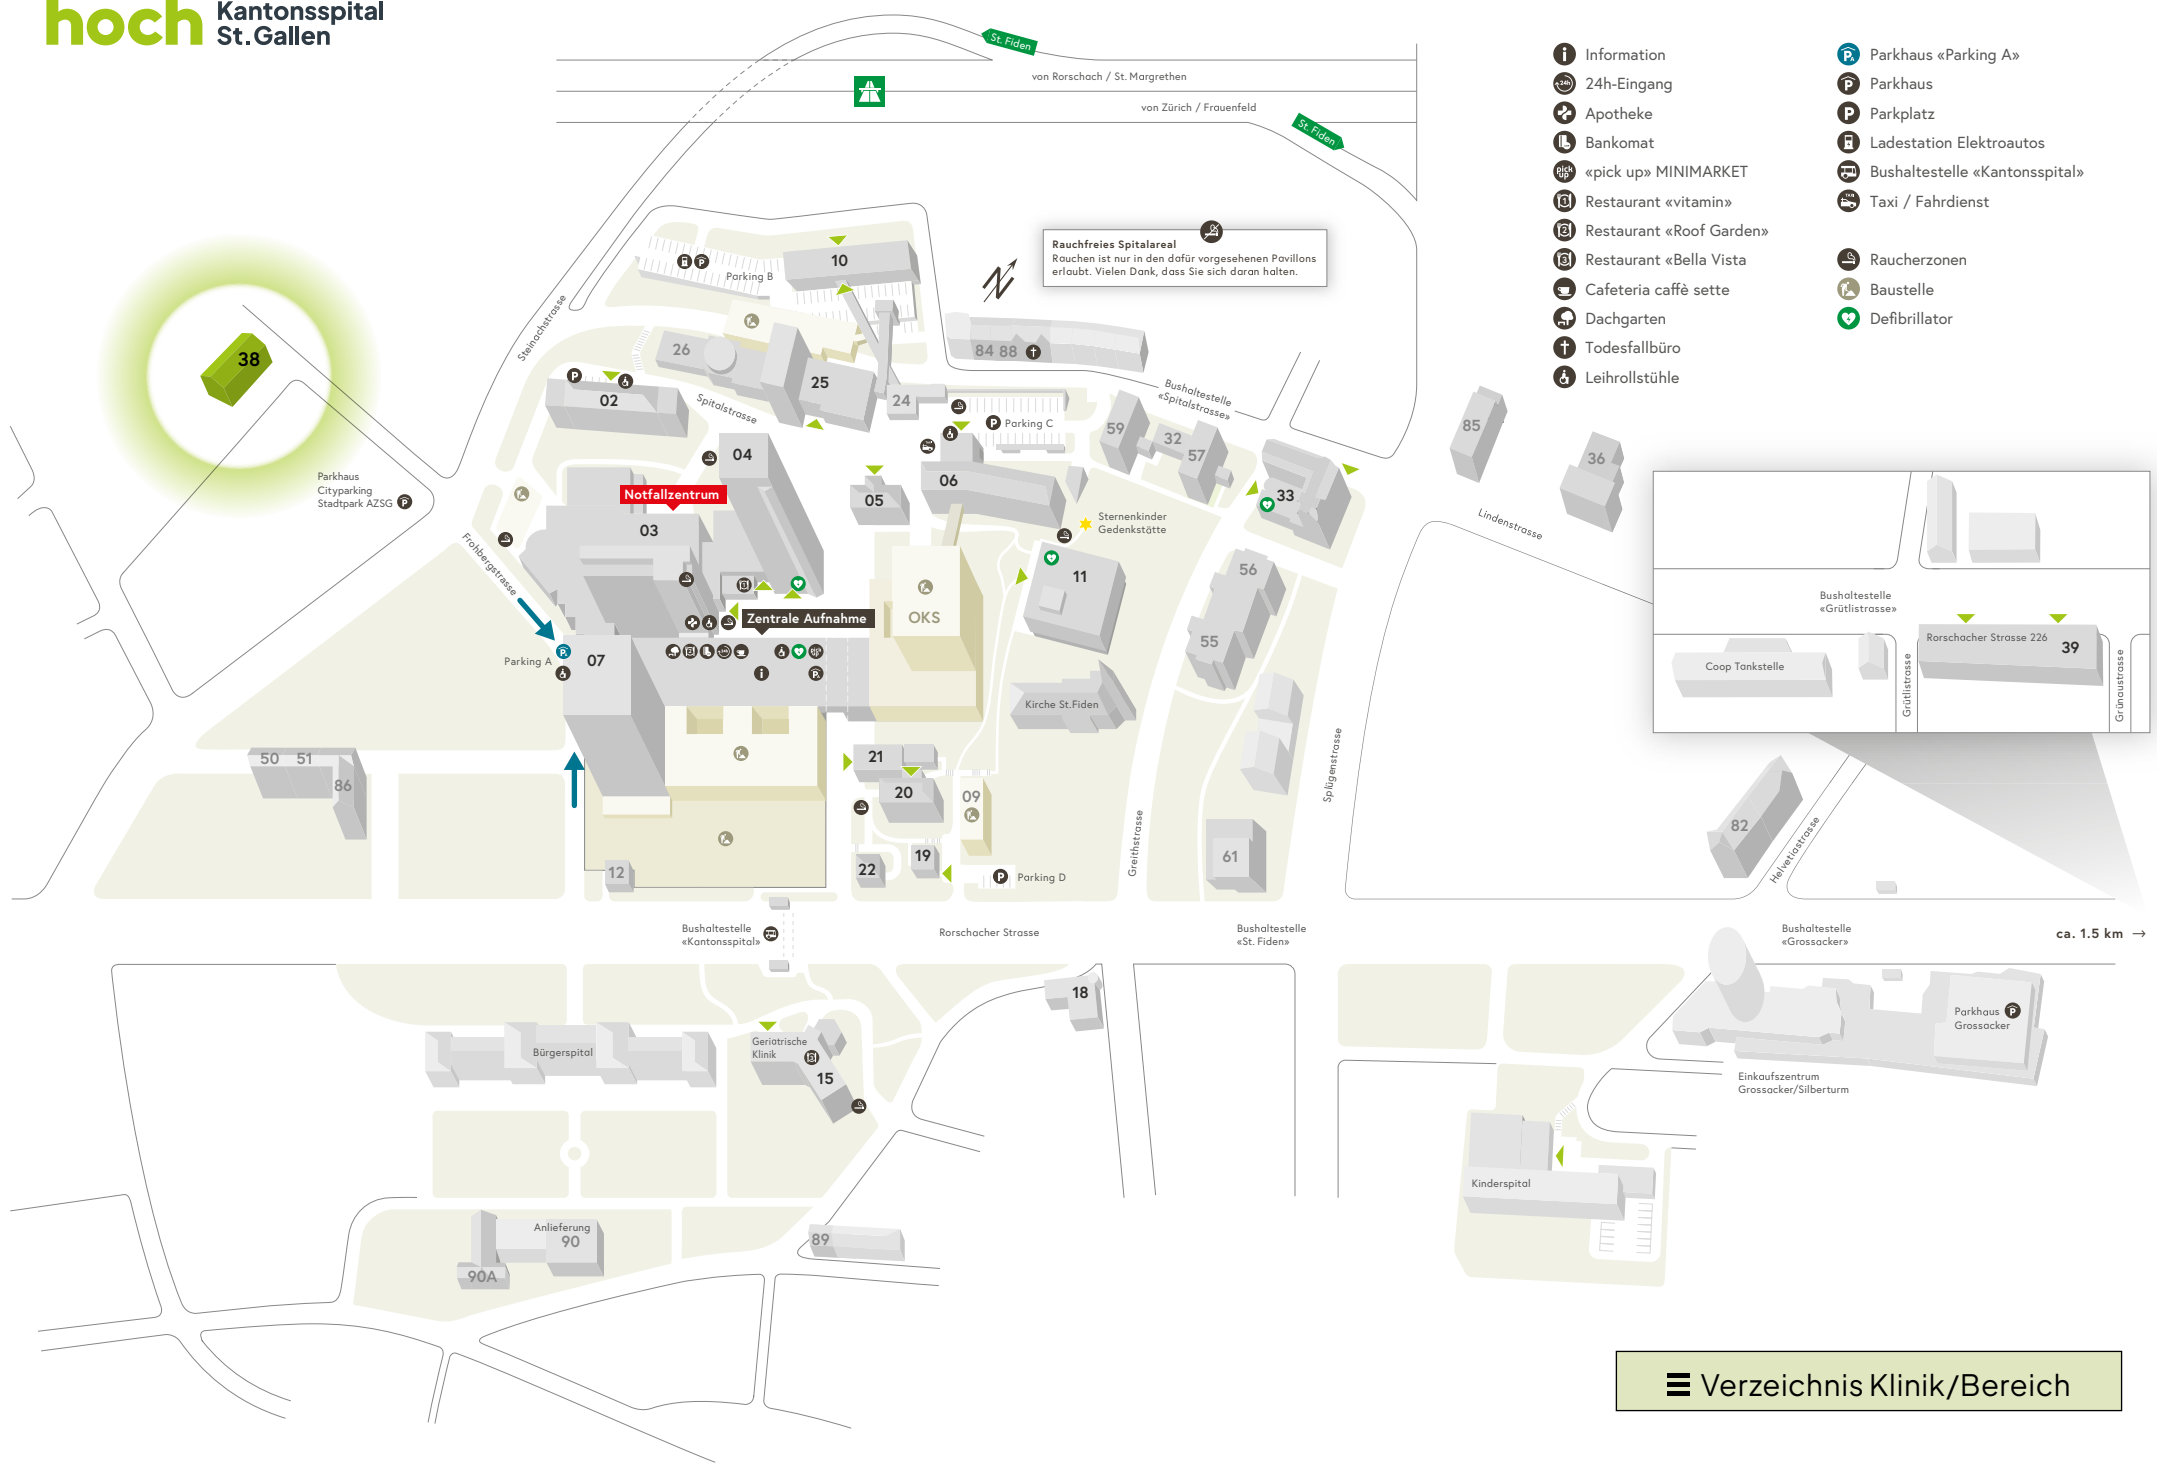 hoch Kantonsspital
St.Gallen
St. Fiden
von Rorschach / St. Margrethen
von Zürich / Frauenfeld
St. Fiden
Information
24h-Eingang
Apotheke
Bankomat
«pick up» MINIMARKET
Restaurant «vitamin»
Restaurant «Roof Garden»
Restaurant «Bella Vista
Cafeteria caffè sette
Dachgarten
Todesfallbüro
Leihrollstühle
Parkhaus «Parking A»
Parkhaus
Parkplatz
Ladestation Elektroautos
Bushaltestelle «Kantonsspital»
Taxi / Fahrdienst
Raucherzonen
Baustelle
Defibrillator
Rauchfreies Spitalareal
Rauchen ist nur in den dafür vorgesehenen Pavillons
erlaubt. Vielen Dank, dass Sie sich daran halten.
N
10
Parking B
Steinachstrasse
38
26
25
84 88
02
Spitalstrasse
24
Bushaltestelle
«Spitalstrasse»
Parking C
59
32
57
85
36
04
06
05
33
Parkhaus
Cityparking
Stadtpark AZSG
Notfallzentrum
03
Sternenkinder
Gedenkstätte
Lindenstrasse
Frohbergstrasse
11
56
OKS
Zentrale Aufnahme
55
Parking A
07
Kirche St.Fiden
Bushaltestelle
«Grütlistrasse»
Rorschacher Strasse 226
39
Coop Tankstelle
Grütlistrasse
Grünaustrasse
50 51
86
21
20
09
Splügenstrasse
Greithstrasse
82
Helvetiastrasse
12
22
19
61
Parking D
Bushaltestelle
«Kantonsspital»
Rorschacher Strasse
Bushaltestelle
«St. Fiden»
Bushaltestelle
«Grossacker»
ca. 1.5 km →
18
Bürgerspital
Geriatrische
Klinik
15
Parkhaus
Grossacker
Einkaufszentrum
Grossacker/Silberturm
Kinderspital
Anlieferung
90
90A
89
Verzeichnis Klinik/Bereich